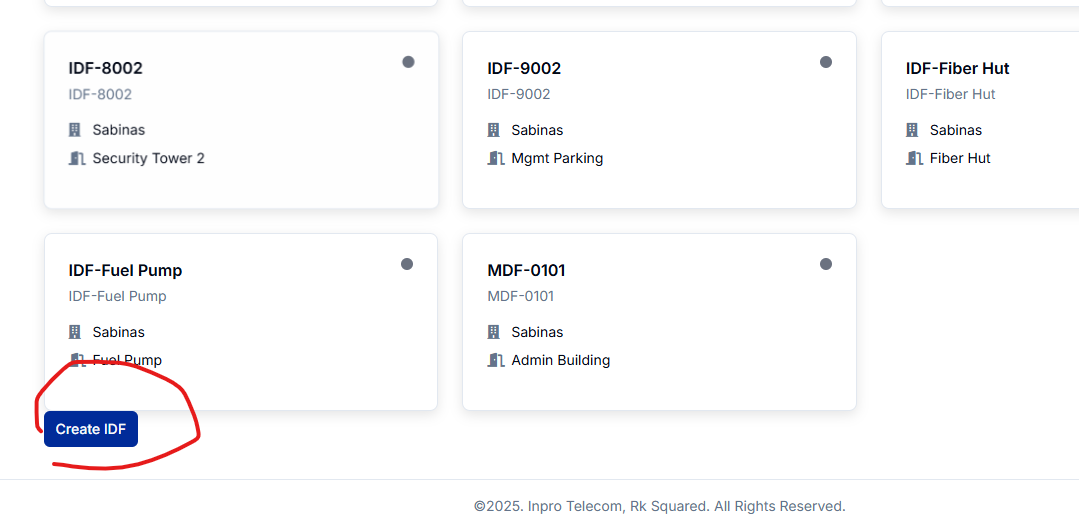 IDF-8002
IDF-8002
Sabinas
Security Tower 2
IDF-9002
IDF-9002
Sabinas
Mgmt Parking
IDF-Fiber Hut
IDF-Fiber Hut
Sabinas
Fiber Hut
IDF-Fuel Pump
IDF-Fuel Pump
Sabinas
Fuel Pump
MDF-0101
MDF-0101
Sabinas
Admin Building
Create IDF
©2025. Inpro Telecom, Rk Squared. All Rights Reserved.